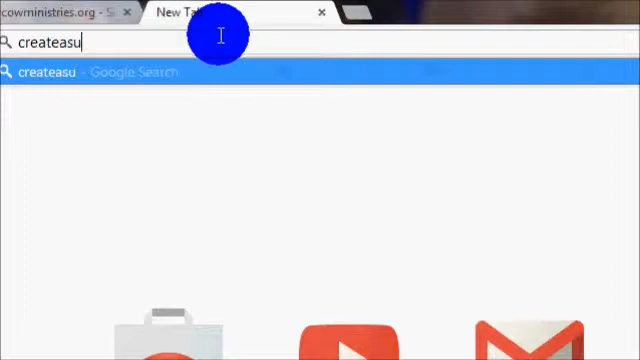 cowministries.org - S
New Tab
createasu
createasu - Google Search